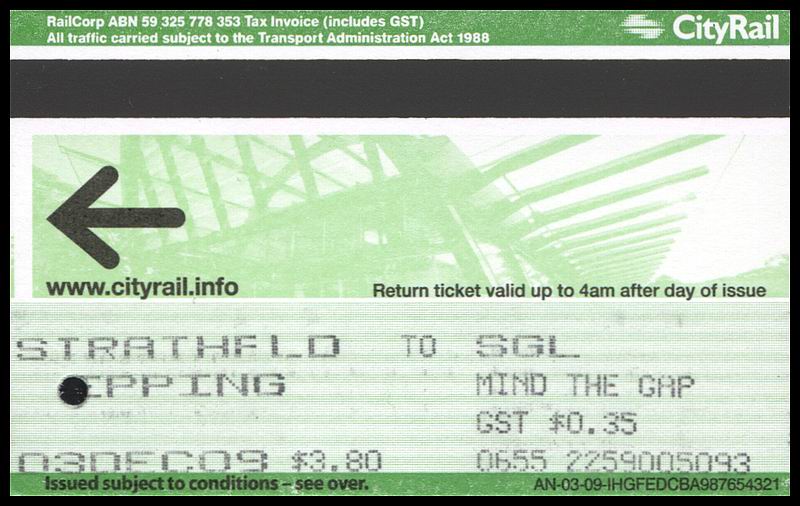 RailCorp ABN 59 325 778 353 Tax Invoice (includes GST)
All traffic carried subject to the Transport Administration Act 1988
CityRail
www.cityrail.info
Return ticket valid up to 4am after day of issue
STRATHFLD TO SGL
EPPING MIND THE GAP
GST $0.35
03DEC09 $3.80 0655 2259005093
Issued subject to conditions – see over.
AN-03-09-IHGFEDCBA987654321